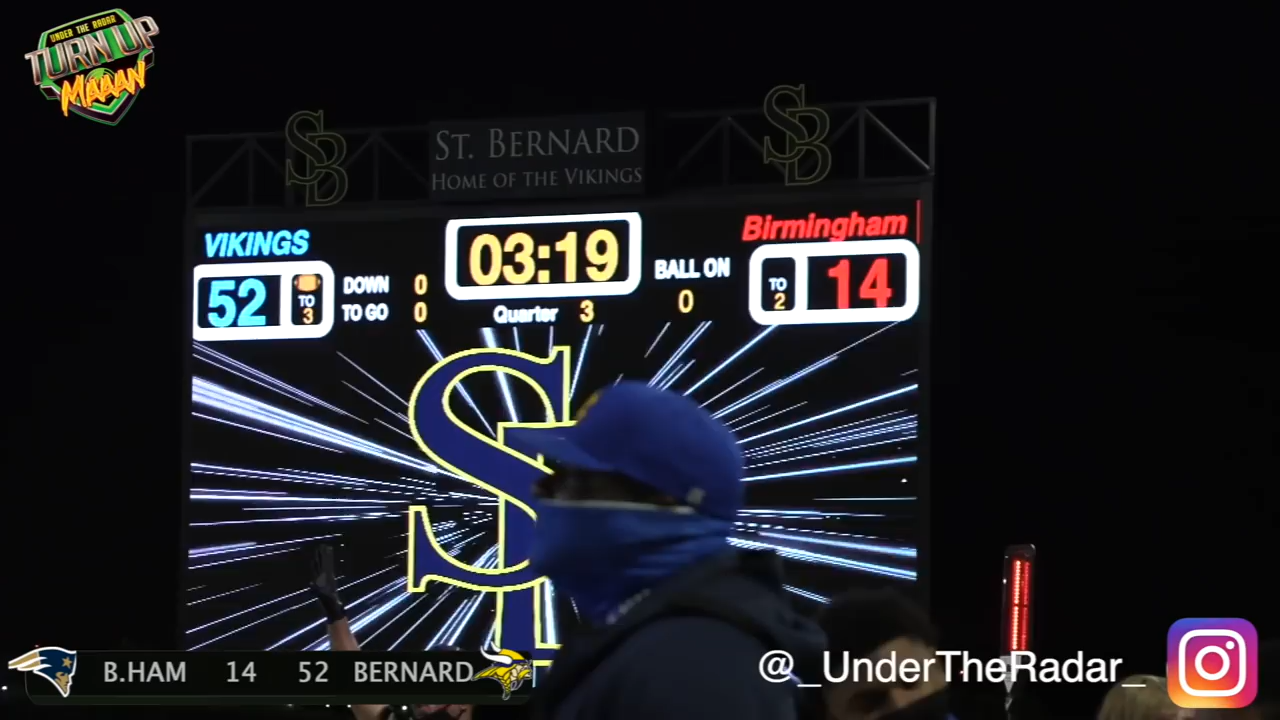 UNDER THE RADAR
TURN UP
MAAAN
SB
ST. BERNARD
HOME OF THE VIKINGS
SB
VIKINGS
52
TO
3
DOWN 0
TO GO 0
03:19
Quarter 3
BALL ON
0
Birmingham
TO
2
14
B.HAM 14 52 BERNARD
@_UnderTheRadar_